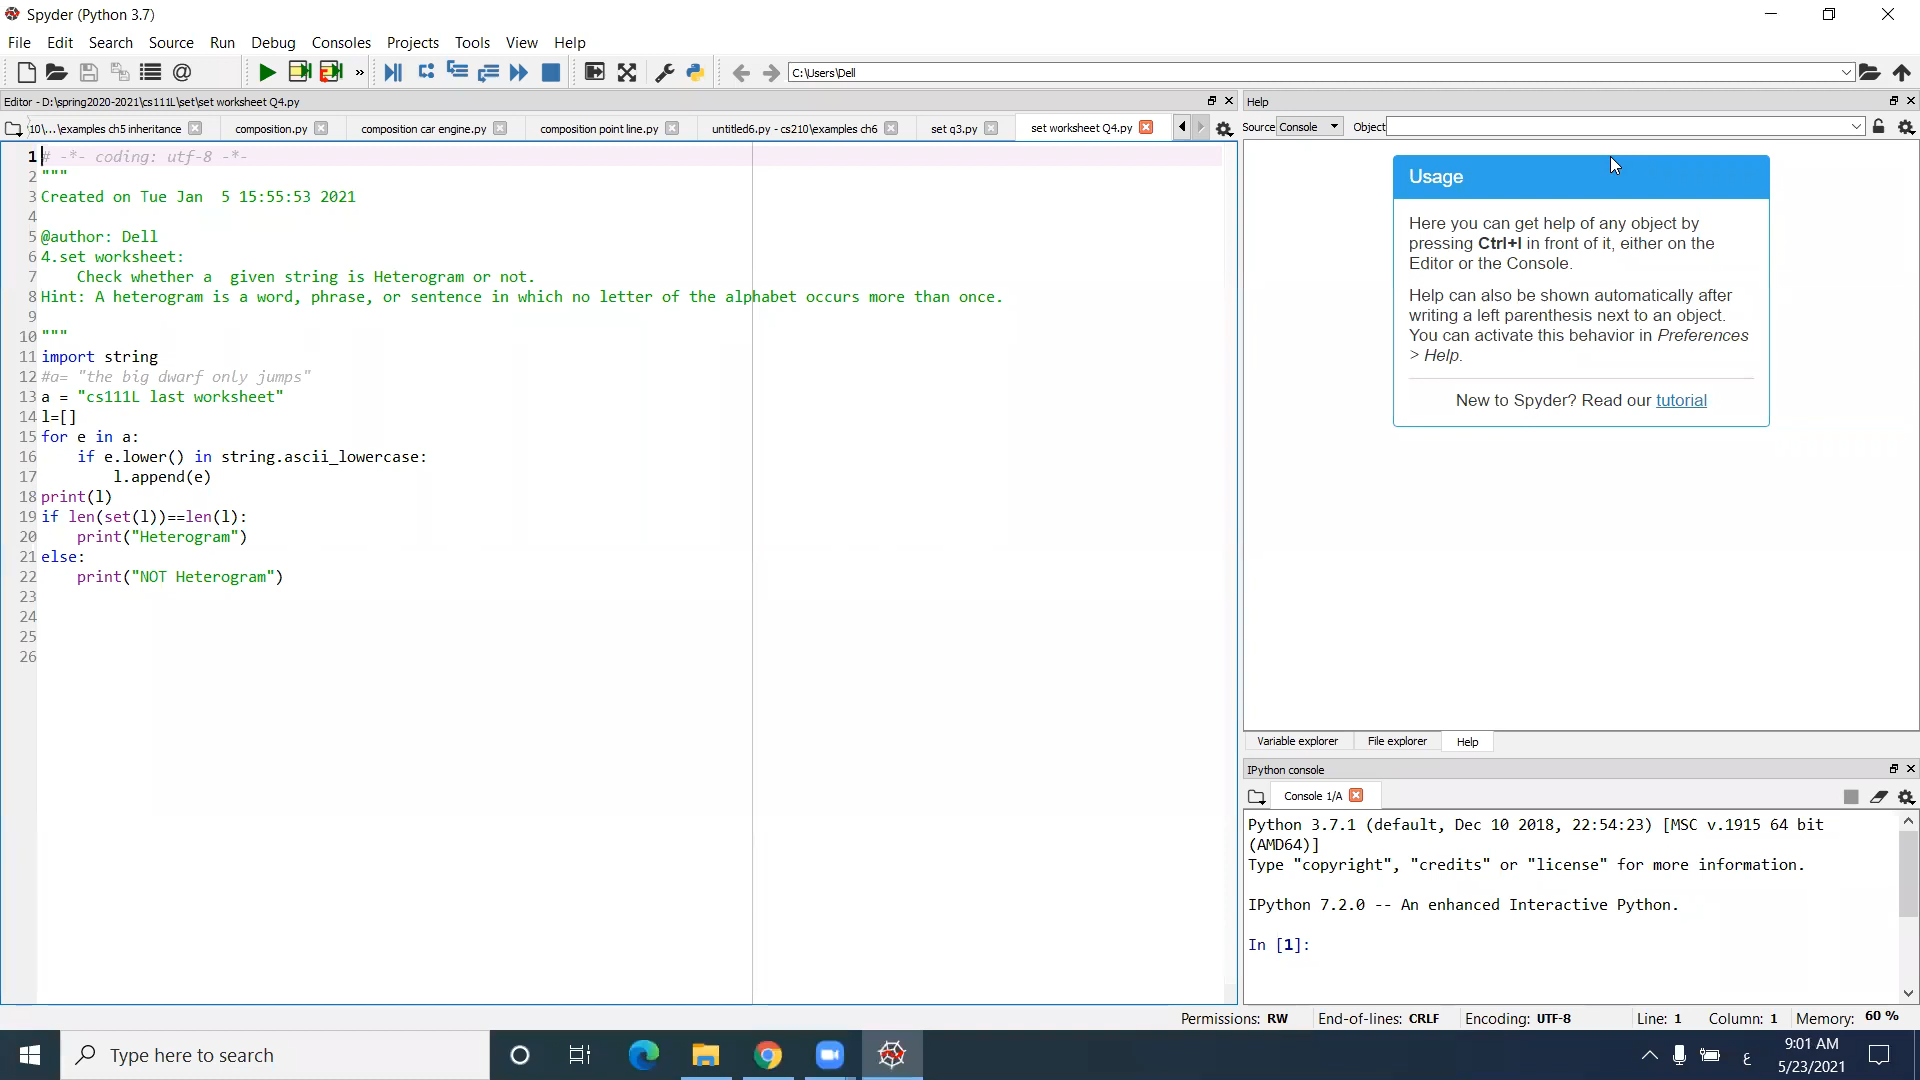 Spyder (Python 3.7)
File Edit Search Source Run Debug Consoles Projects Tools View Help
C:\Users\Dell
Editor - D:\spring2020-2021\cs111L\set\set worksheet Q4.py
10\...\examples ch5 inheritance composition.py composition car engine.py composition point line.py untitled6.py - cs210\examples ch6 set q3.py set worksheet Q4.py
1 # -*- coding: utf-8 -*-
2 """
3 Created on Tue Jan  5 15:55:53 2021
4
5 @author: Dell
6 4.set worksheet:
7     Check whether a  given string is Heterogram or not.
8 Hint: A heterogram is a word, phrase, or sentence in which no letter of the alphabet occurs more than once.
9
10 """
11 import string
12 #a= "the big dwarf only jumps"
13 a = "cs111L last worksheet"
14 l=[]
15 for e in a:
16     if e.lower() in string.ascii_lowercase:
17         l.append(e)
18 print(l)
19 if len(set(l))==len(l):
20     print("Heterogram")
21 else:
22     print("NOT Heterogram")
23
24
25
26
Help
Source Console Object
Usage
Here you can get help of any object by
pressing Ctrl+I in front of it, either on the
Editor or the Console.
Help can also be shown automatically after
writing a left parenthesis next to an object.
You can activate this behavior in Preferences
> Help.
New to Spyder? Read our tutorial
Variable explorer File explorer Help
IPython console
Console 1/A
Python 3.7.1 (default, Dec 10 2018, 22:54:23) [MSC v.1915 64 bit
(AMD64)]
Type "copyright", "credits" or "license" for more information.
IPython 7.2.0 -- An enhanced Interactive Python.
In [1]:
Permissions: RW End-of-lines: CRLF Encoding: UTF-8 Line: 1 Column: 1 Memory: 60 %
Type here to search
ع
9:01 AM
5/23/2021